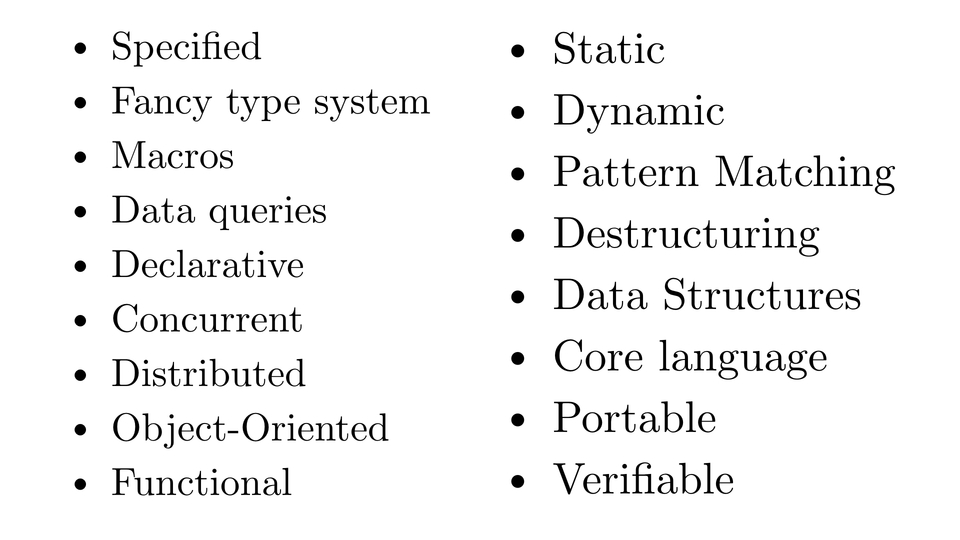 • Specified
• Fancy type system
• Macros
• Data queries
• Declarative
• Concurrent
• Distributed
• Object-Oriented
• Functional
• Static
• Dynamic
• Pattern Matching
• Destructuring
• Data Structures
• Core language
• Portable
• Verifiable